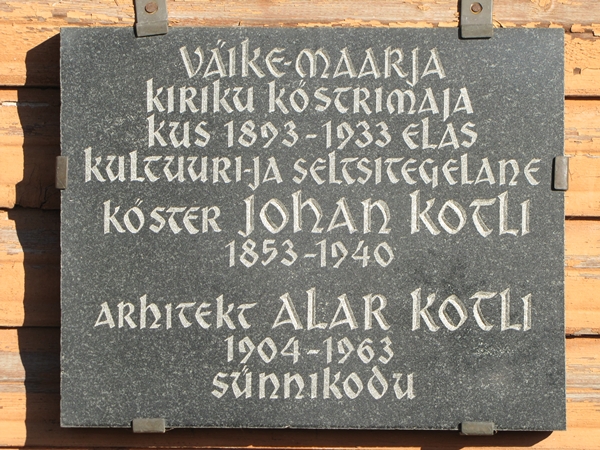 VÄIKE-MAARJA
KIRIKU KÖSTRIMAJA
KUS 1893-1933 ELAS
KULTUURI-JA SELTSITEGELANE
KÖSTER JOHAN KOTLI
1853-1940
ARHITEKT ALAR KOTLI
1904-1963
SÜNNIKODU